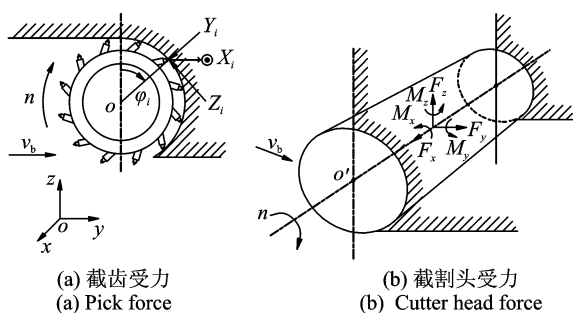 Y_i
X_i
Z_i
n
o
φ_i
v_b
z
o
y
x
M_z
F_z
M_x
F_y
F_x
M_y
v_b
o′
n
(a) 截齿受力
(a) Pick force
(b) 截割头受力
(b) Cutter head force